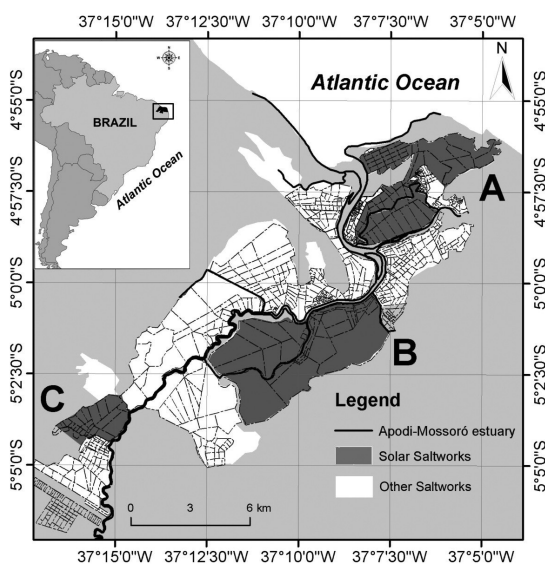 37°15'0"W 37°12'30"W 37°10'0"W 37°7'30"W 37°5'0"W
N
Atlantic Ocean
BRAZIL
Atlantic Ocean
4°55'0"S 4°55'0"S
A
4°57'30"S 4°57'30"S
5°0'0"S 5°0'0"S
B
5°2'30"S 5°2'30"S
C
Legend
Apodi-Mossoró estuary
Solar Saltworks
Other Saltworks
5°5'0"S 5°5'0"S
0 3 6 km
37°15'0"W 37°12'30"W 37°10'0"W 37°7'30"W 37°5'0"W